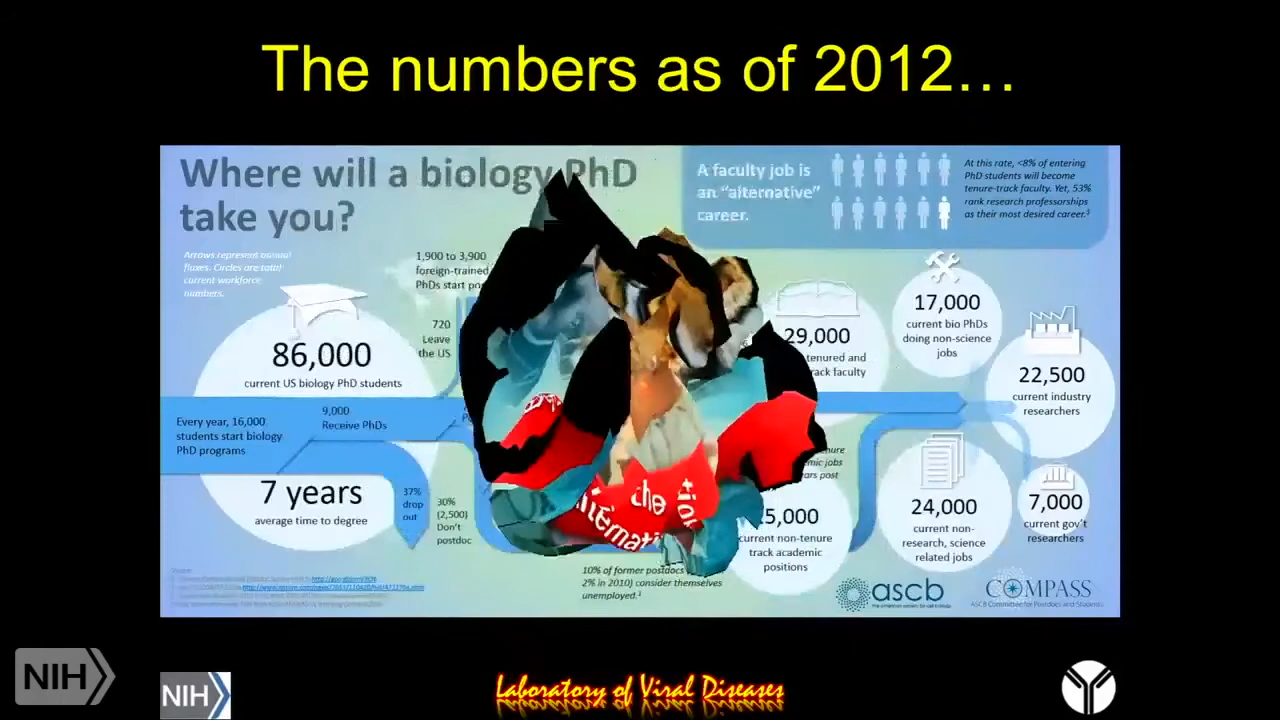 The numbers as of 2012…
Where will a biology PhD
take you?
A faculty job is
an “alternative”
career.
At this rate, <8% of entering
PhD students will become
tenure-track faculty. Yet, 53%
rank research professorships
as their most desired career.
Arrows represent annual
fluxes. Circles are total
current workforce
numbers.
1,900 to 3,900
foreign-trained
PhDs start
720
Leave
the US
86,000
current US biology PhD students
Every year, 16,000
students start biology
PhD programs
9,000
Receive PhDs
7 years
average time to degree
37%
drop
out
30%
(2,500)
Don’t
postdoc
the
29,000
tenured and
faculty
17,000
current bio PhDs
doing non-science
jobs
22,500
current industry
researchers
5,000
current non-tenure
track academic
positions
24,000
current non-
research, science
related jobs
7,000
current gov’t
researchers
10% of former postdocs
2% in 2010) consider themselves
unemployed.¹
ascb
COMPASS
ASCB Committee for Postdocs and Students
NIH
NIH
Laboratory of Viral Diseases